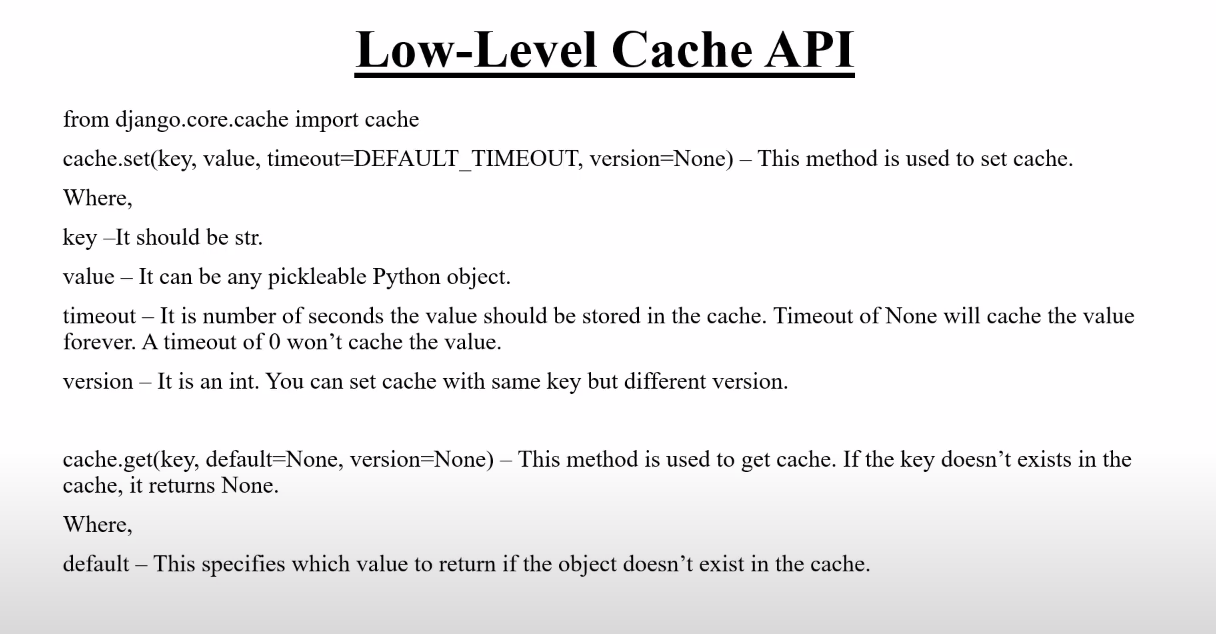 Low-Level Cache API
from django.core.cache import cache
cache.set(key, value, timeout=DEFAULT_TIMEOUT, version=None) – This method is used to set cache.
Where,
key –It should be str.
value – It can be any pickleable Python object.
timeout – It is number of seconds the value should be stored in the cache. Timeout of None will cache the value
forever. A timeout of 0 won’t cache the value.
version – It is an int. You can set cache with same key but different version.
cache.get(key, default=None, version=None) – This method is used to get cache. If the key doesn’t exists in the
cache, it returns None.
Where,
default – This specifies which value to return if the object doesn’t exist in the cache.